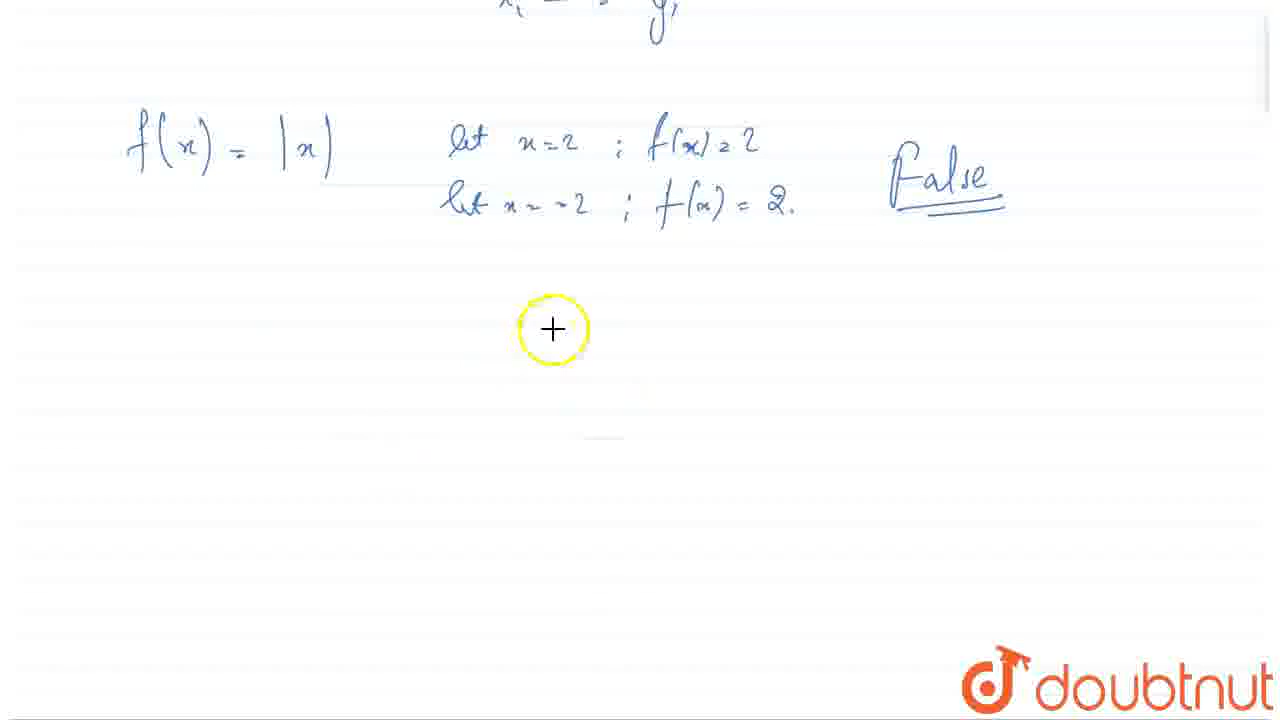 f(x) = |x| let x=2 ; f(x) = 2
let x = -2 ; f(x) = 2.
False
doubtnut